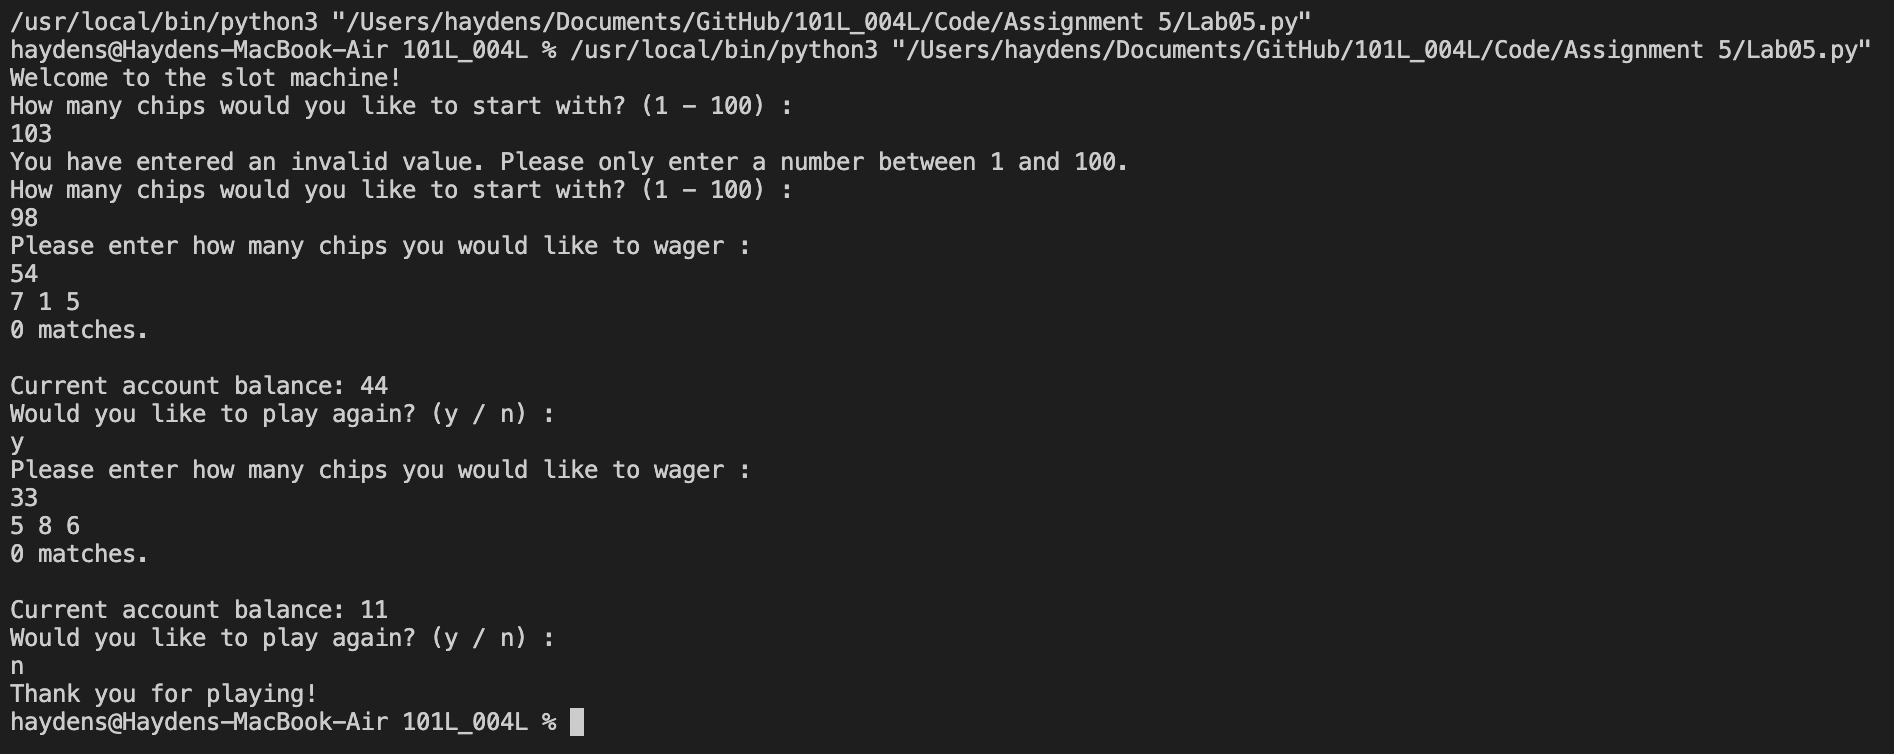 /usr/local/bin/python3 "/Users/haydens/Documents/GitHub/101L_004L/Code/Assignment 5/Lab05.py"
haydens@Haydens-MacBook-Air 101L_004L % /usr/local/bin/python3 "/Users/haydens/Documents/GitHub/101L_004L/Code/Assignment 5/Lab05.py"
Welcome to the slot machine!
How many chips would you like to start with? (1 - 100) :
103
You have entered an invalid value. Please only enter a number between 1 and 100.
How many chips would you like to start with? (1 - 100) :
98
Please enter how many chips you would like to wager :
54
7 1 5
0 matches.

Current account balance: 44
Would you like to play again? (y / n) :
y
Please enter how many chips you would like to wager :
33
5 8 6
0 matches.

Current account balance: 11
Would you like to play again? (y / n) :
n
Thank you for playing!
haydens@Haydens-MacBook-Air 101L_004L %